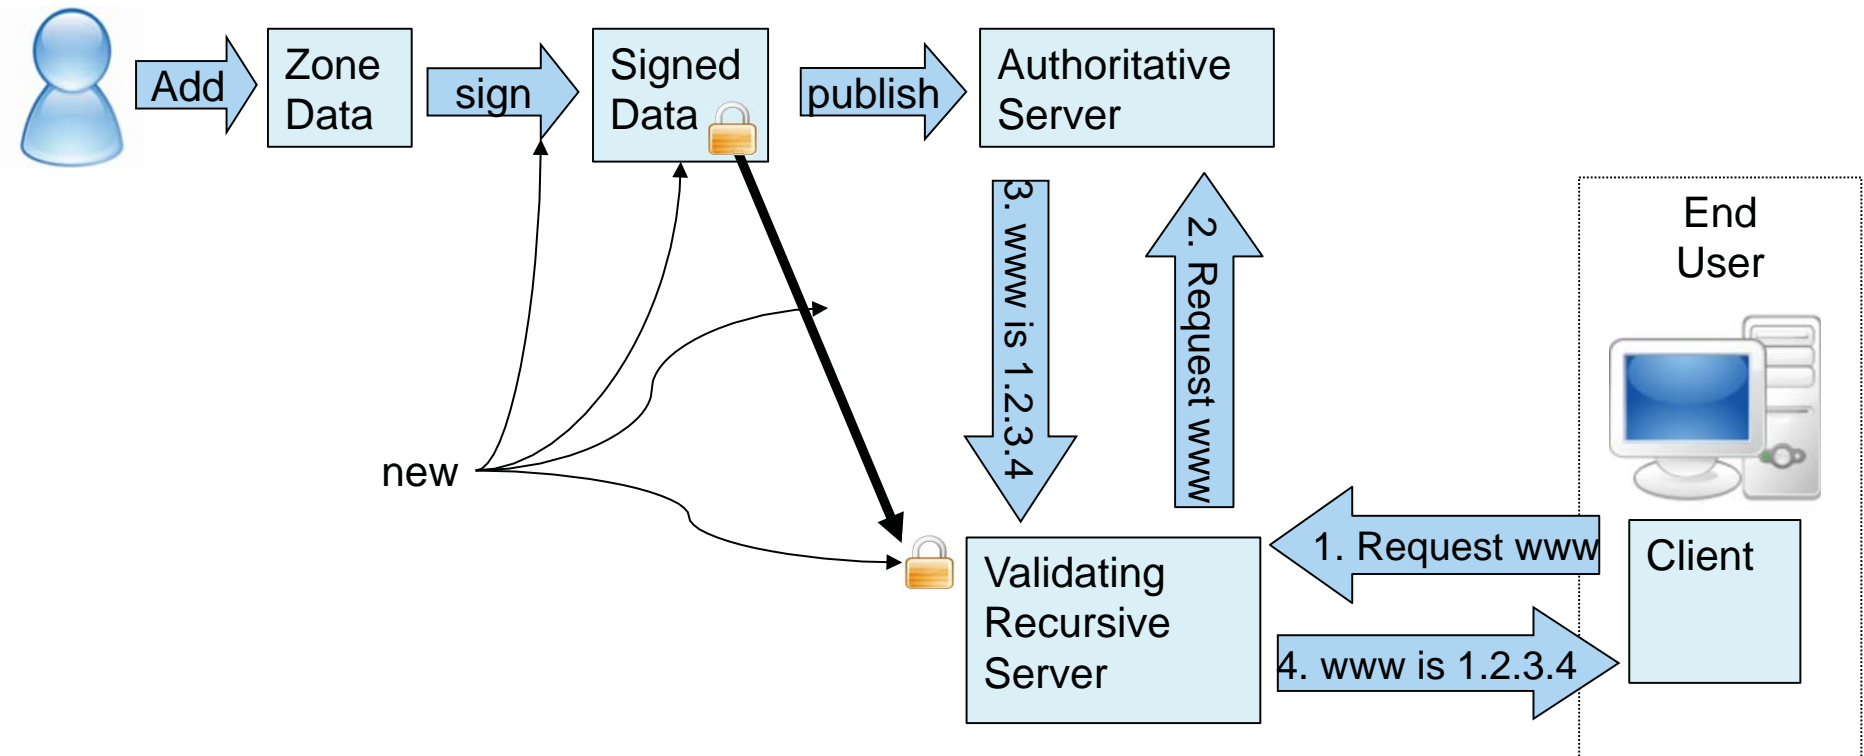 Add
Zone
Data
sign
Signed
Data
publish
Authoritative
Server
3. www is 1.2.3.4
2. Request www
End
User
new
Validating
Recursive
Server
1. Request www
Client
4. www is 1.2.3.4